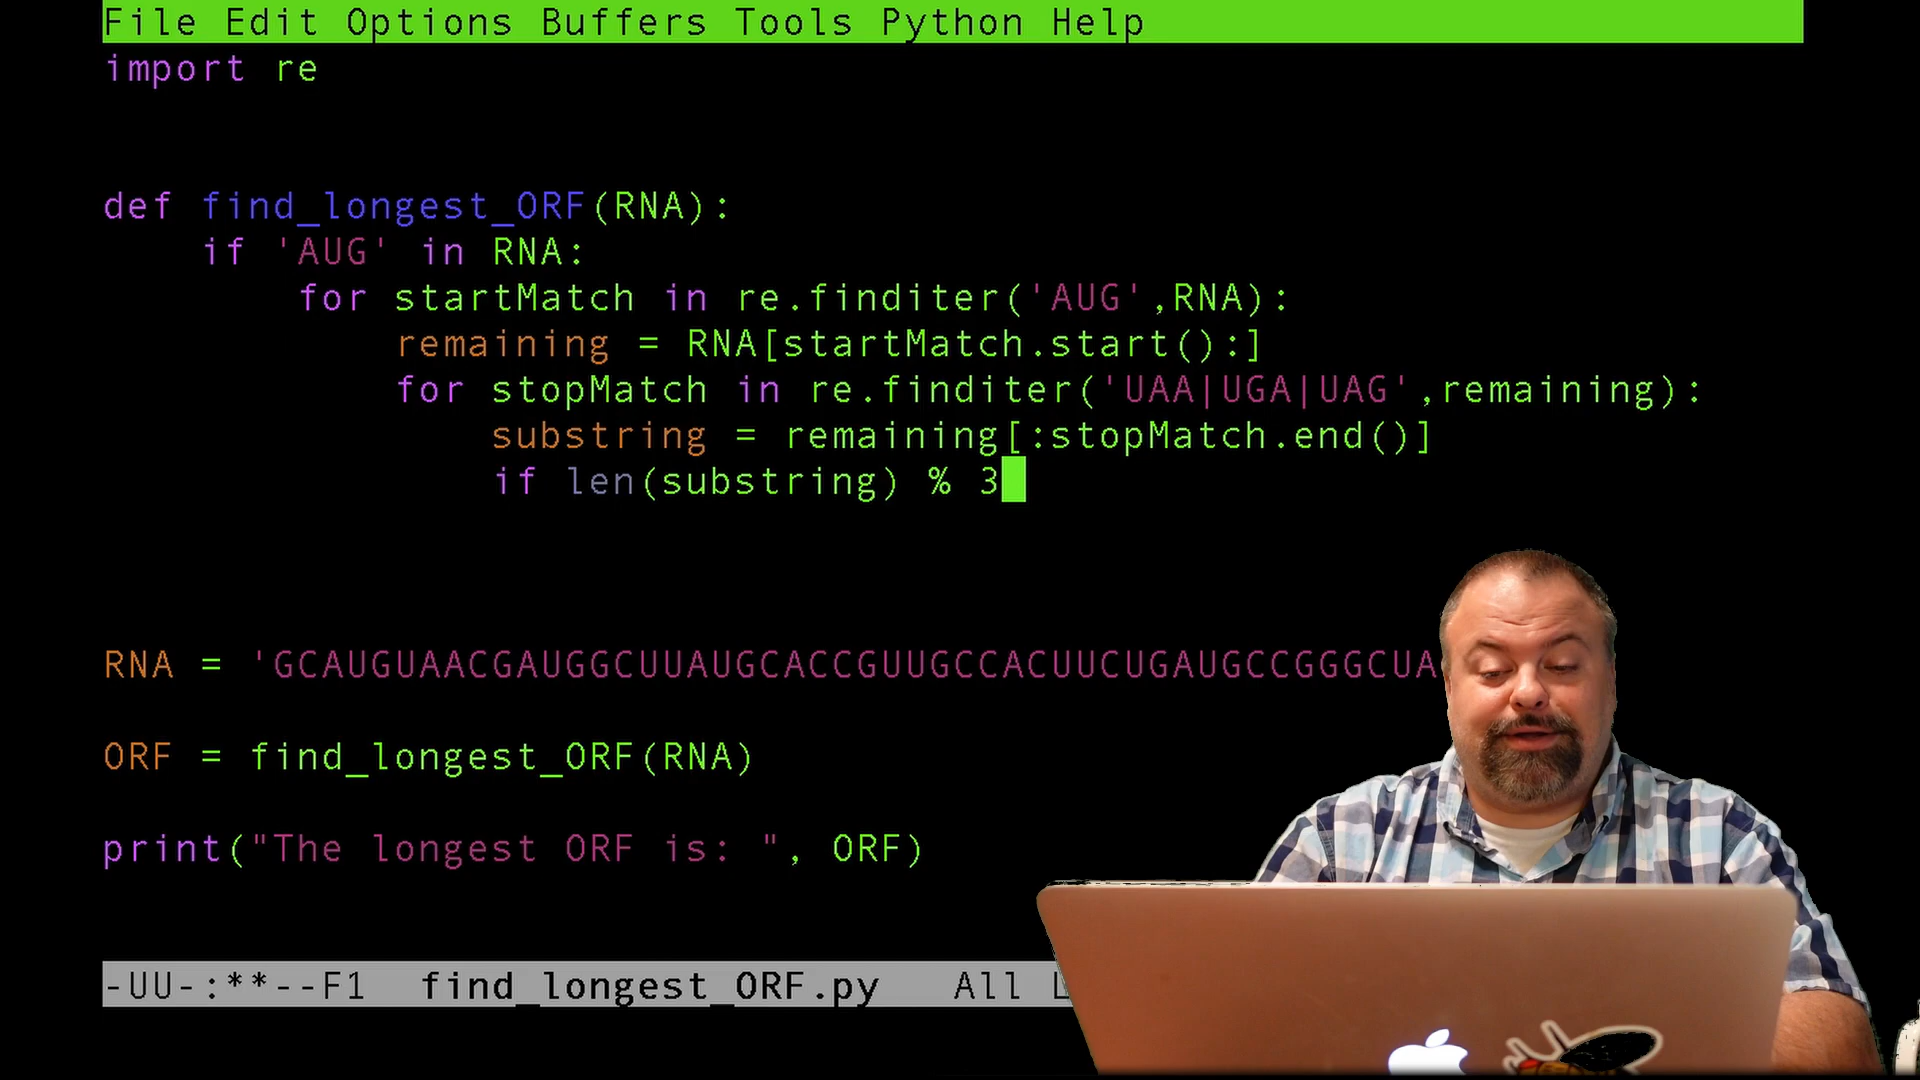 File Edit Options Buffers Tools Python Help
import re
def find_longest_ORF(RNA):
if 'AUG' in RNA:
for startMatch in re.finditer('AUG',RNA):
remaining = RNA[startMatch.start():]
for stopMatch in re.finditer('UAA|UGA|UAG',remaining):
substring = remaining[:stopMatch.end()]
if len(substring) % 3
RNA = 'GCAUGUAACGAUGGCUUAUGCACCGUUGCCACUUCUGAUGCCGGGCUA
ORF = find_longest_ORF(RNA)
print("The longest ORF is: ", ORF)
-UU-:**--F1 find_longest_ORF.py All L